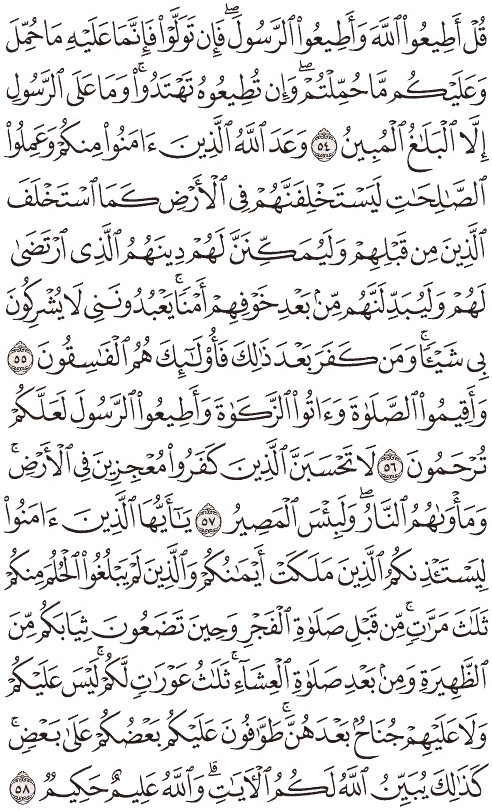 قُلْ أَطِيعُوا۟ ٱللَّهَ وَأَطِيعُوا۟ ٱلرَّسُولَ ۖ فَإِن تَوَلَّوْا۟ فَإِنَّمَا عَلَيْهِ مَا حُمِّلَ
وَعَلَيْكُم مَّا حُمِّلْتُمْ ۖ وَإِن تُطِيعُوهُ تَهْتَدُوا۟ ۚ وَمَا عَلَى ٱلرَّسُولِ
إِلَّا ٱلْبَلَٰغُ ٱلْمُبِينُ ٥٤ وَعَدَ ٱللَّهُ ٱلَّذِينَ ءَامَنُوا۟ مِنكُمْ وَعَمِلُوا۟
ٱلصَّٰلِحَٰتِ لَيَسْتَخْلِفَنَّهُمْ فِى ٱلْأَرْضِ كَمَا ٱسْتَخْلَفَ
ٱلَّذِينَ مِن قَبْلِهِمْ وَلَيُمَكِّنَنَّ لَهُمْ دِينَهُمُ ٱلَّذِى ٱرْتَضَىٰ
لَهُمْ وَلَيُبَدِّلَنَّهُم مِّنۢ بَعْدِ خَوْفِهِمْ أَمْنًا ۚ يَعْبُدُونَنِى لَا يُشْرِكُونَ
بِى شَيْـًٔا ۚ وَمَن كَفَرَ بَعْدَ ذَٰلِكَ فَأُو۟لَٰٓئِكَ هُمُ ٱلْفَٰسِقُونَ ٥٥
وَأَقِيمُوا۟ ٱلصَّلَوٰةَ وَءَاتُوا۟ ٱلزَّكَوٰةَ وَأَطِيعُوا۟ ٱلرَّسُولَ لَعَلَّكُمْ
تُرْحَمُونَ ٥٦ لَا تَحْسَبَنَّ ٱلَّذِينَ كَفَرُوا۟ مُعْجِزِينَ فِى ٱلْأَرْضِ ۚ
وَمَأْوَىٰهُمُ ٱلنَّارُ ۖ وَلَبِئْسَ ٱلْمَصِيرُ ٥٧ يَٰٓأَيُّهَا ٱلَّذِينَ ءَامَنُوا۟
لِيَسْتَـْٔذِنكُمُ ٱلَّذِينَ مَلَكَتْ أَيْمَٰنُكُمْ وَٱلَّذِينَ لَمْ يَبْلُغُوا۟ ٱلْحُلُمَ مِنكُمْ
ثَلَٰثَ مَرَّٰتٍ ۚ مِّن قَبْلِ صَلَوٰةِ ٱلْفَجْرِ وَحِينَ تَضَعُونَ ثِيَابَكُم مِّنَ
ٱلظَّهِيرَةِ وَمِنۢ بَعْدِ صَلَوٰةِ ٱلْعِشَآءِ ۚ ثَلَٰثُ عَوْرَٰتٍ لَّكُمْ ۚ لَيْسَ عَلَيْكُمْ
وَلَا عَلَيْهِمْ جُنَاحٌۢ بَعْدَهُنَّ ۚ طَوَّٰفُونَ عَلَيْكُم بَعْضُكُمْ عَلَىٰ بَعْضٍ ۚ
كَذَٰلِكَ يُبَيِّنُ ٱللَّهُ لَكُمُ ٱلْءَايَٰتِ ۗ وَٱللَّهُ عَلِيمٌ حَكِيمٌ ٥٨